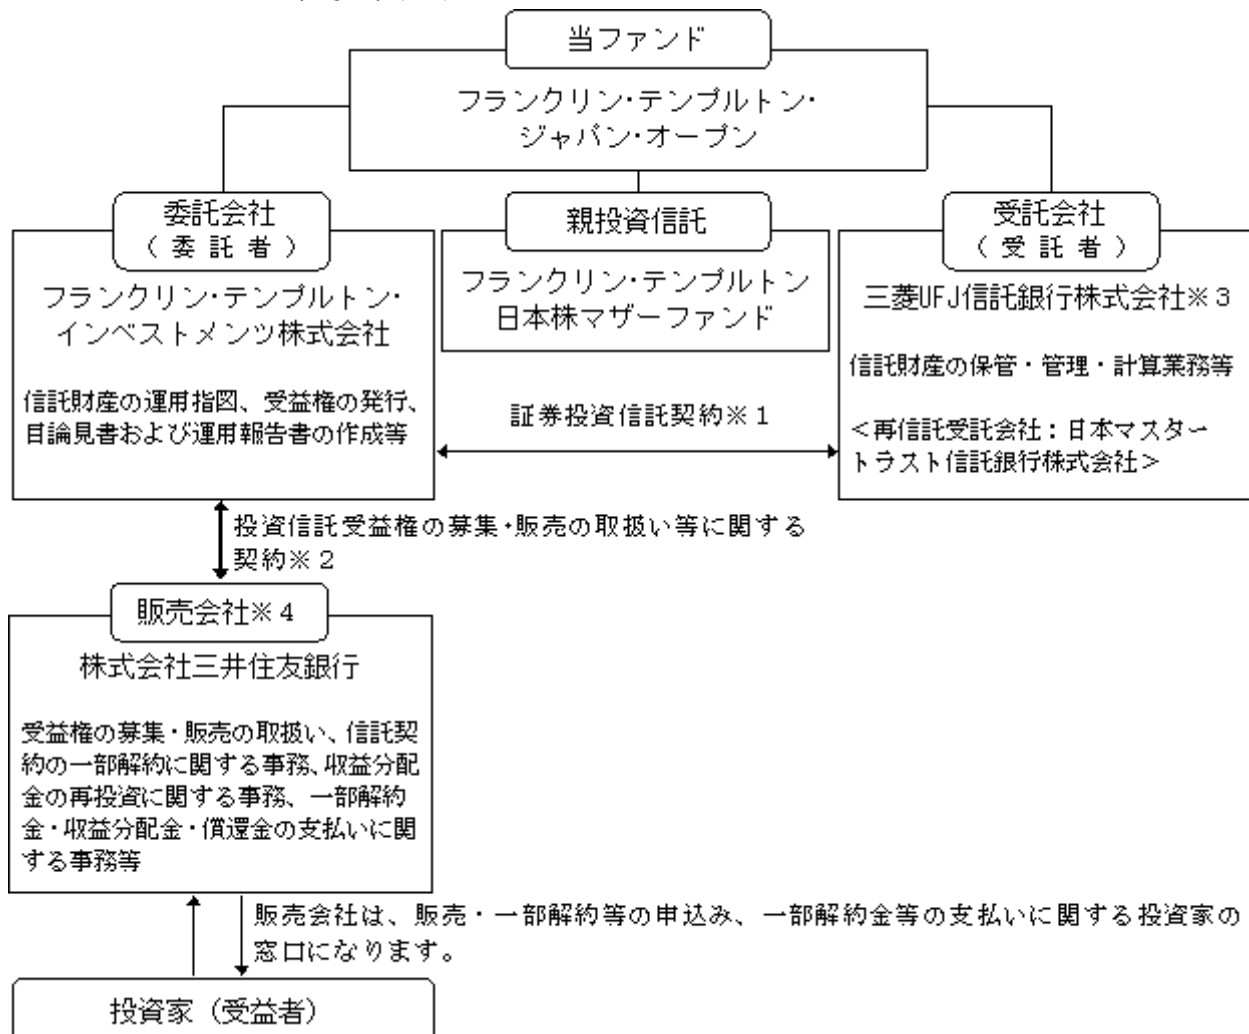 当ファンド
フランクリン・テンプルトン・
ジャパン・オープン
委託会社
（委託者）
フランクリン・テンプルトン・
インベストメンツ株式会社
信託財産の運用指図、受益権の発行、
目論見書および運用報告書の作成等
親投資信託
フランクリン・テンプルトン
日本株マザーファンド
受託会社
（受託者）
三菱UFJ信託銀行株式会社※３
信託財産の保管・管理・計算業務等
＜再信託受託会社：日本マスター
トラスト信託銀行株式会社＞
証券投資信託契約※１
投資信託受益権の募集・販売の取扱い等に関する
契約※２
販売会社※４
株式会社三井住友銀行
受益権の募集・販売の取扱い、信託契
約の一部解約に関する事務、収益分配
金の再投資に関する事務、一部解約
金・収益分配金・償還金の支払いに関
する事務等
販売会社は、販売・一部解約等の申込み、一部解約金等の支払いに関する投資家の
窓口になります。
投資家（受益者）